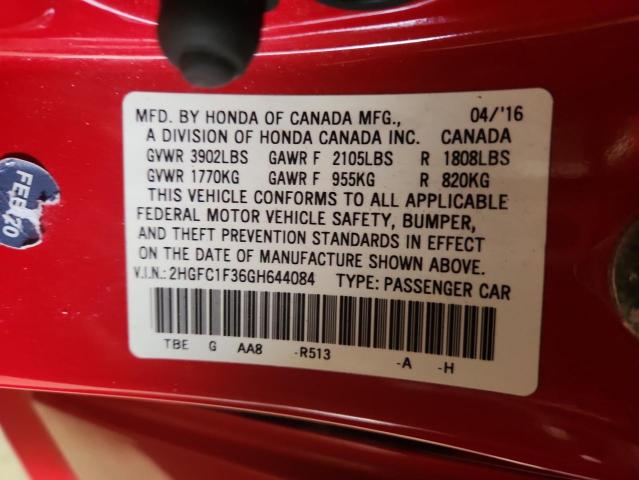 MFD. BY HONDA OF CANADA MFG., 04/'16
A DIVISION OF HONDA CANADA INC. CANADA
GVWR 3902LBS GAWR F 2105LBS R 1808LBS
GVWR 1770KG GAWR F 955KG R 820KG
THIS VEHICLE CONFORMS TO ALL APPLICABLE
FEDERAL MOTOR VEHICLE SAFETY, BUMPER,
AND THEFT PREVENTION STANDARDS IN EFFECT
ON THE DATE OF MANUFACTURE SHOWN ABOVE.
V.I.N.: 2HGFC1F36GH644084 TYPE: PASSENGER CAR
TBE G AA8 -R513 -A -H
FEB 20